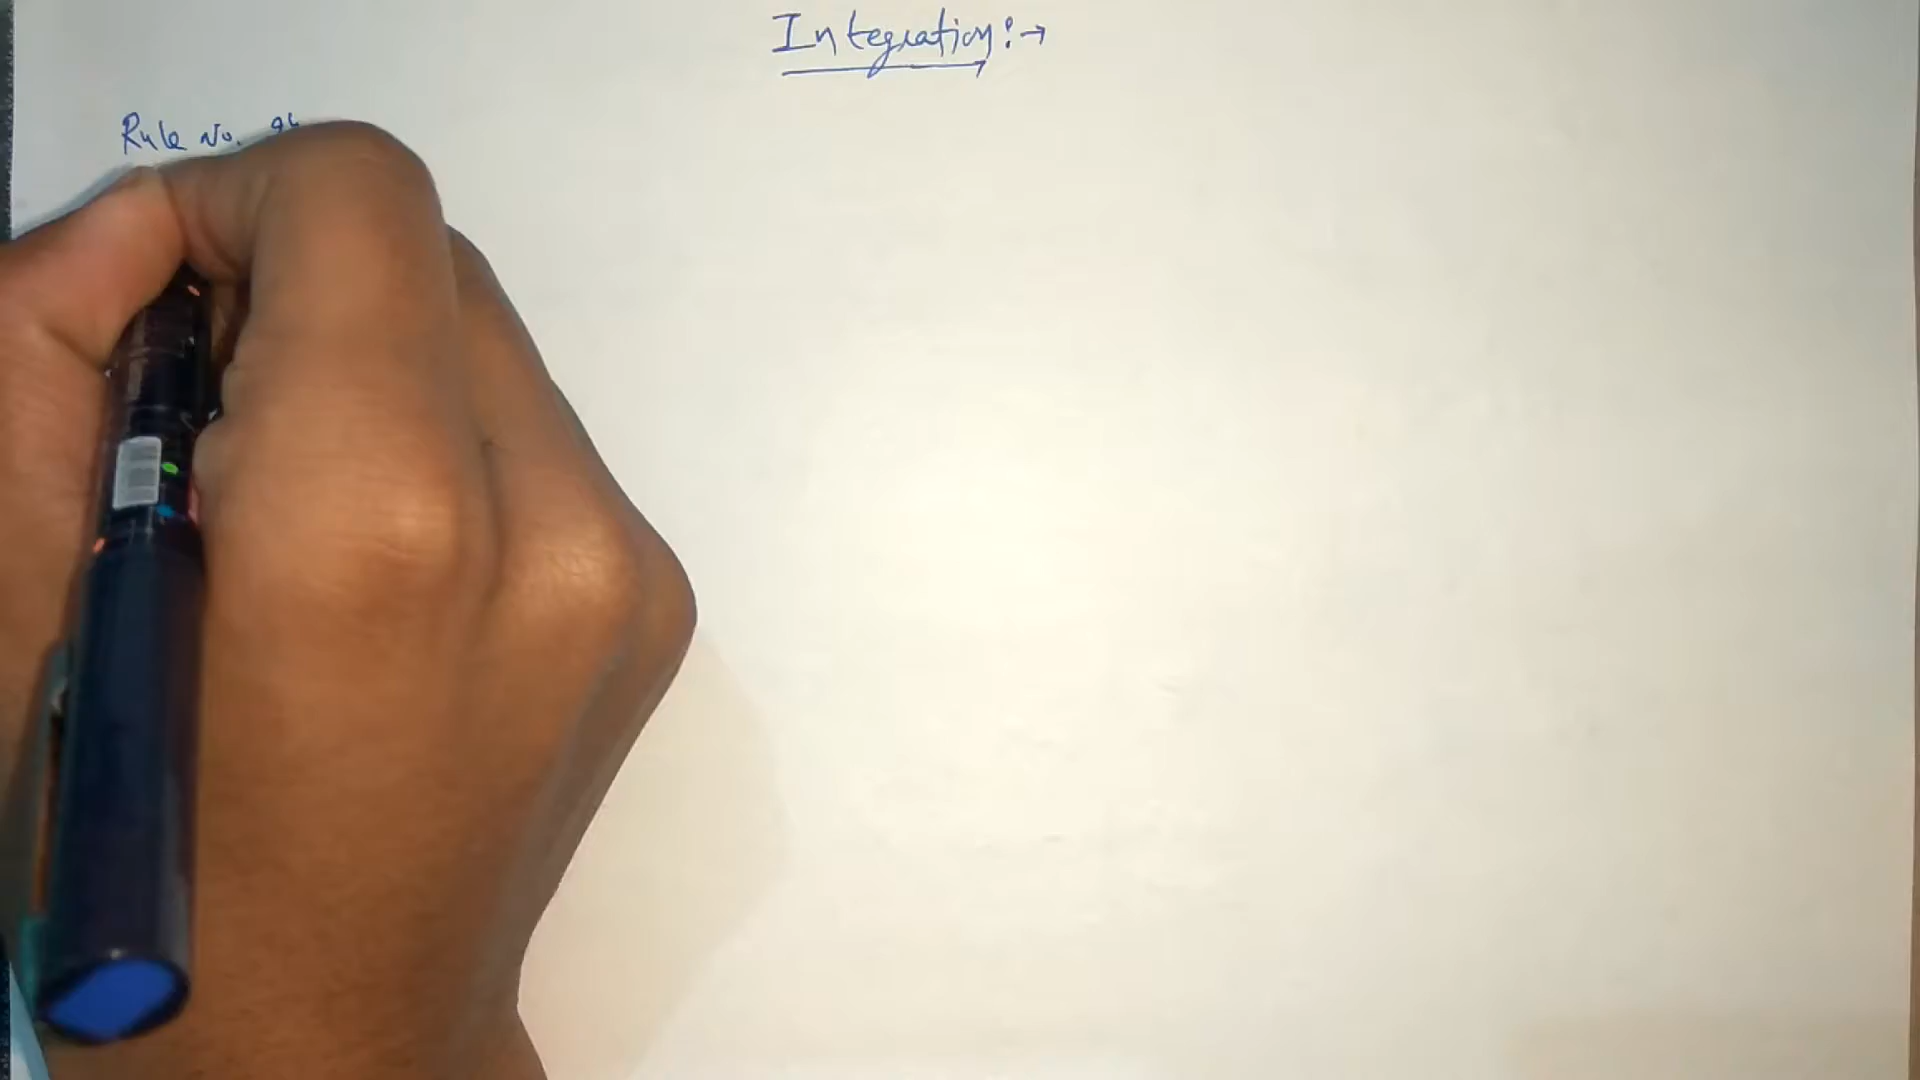 Integration :→
Rule No.